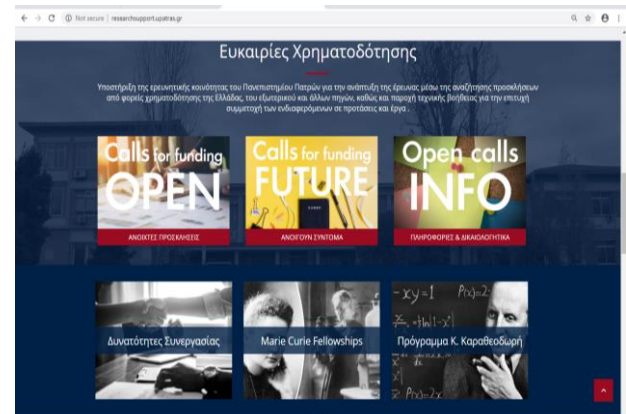 Not secure | researchsupport.upatras.gr
Ευκαιρίες Χρηματοδότησης
Υποστήριξη της ερευνητικής κοινότητας του Πανεπιστημίου Πατρών για την ανάπτυξη της έρευνας μέσω της αναζήτησης προσκλήσεων
από φορείς χρηματοδότησης της Ελλάδας, του εξωτερικού και άλλων πηγών, καθώς και παροχή τεχνικής βοήθειας για την επιτυχή
συμμετοχή των ενδιαφερόμενων σε προτάσεις και έργα .
Calls for funding
OPEN
ΑΝΟΙΧΤΕΣ ΠΡΟΣΚΛΗΣΕΙΣ
Calls for funding
FUTURE
ΑΝΟΙΓΟΥΝ ΣΥΝΤΟΜΑ
Open calls
INFO
ΠΛΗΡΟΦΟΡΙΕΣ & ΔΙΚΑΙΟΛΟΓΗΤΙΚΑ
Δυνατότητες Συνεργασίας
Marie Curie Fellowships
Πρόγραμμα Κ. Καραθεοδωρή